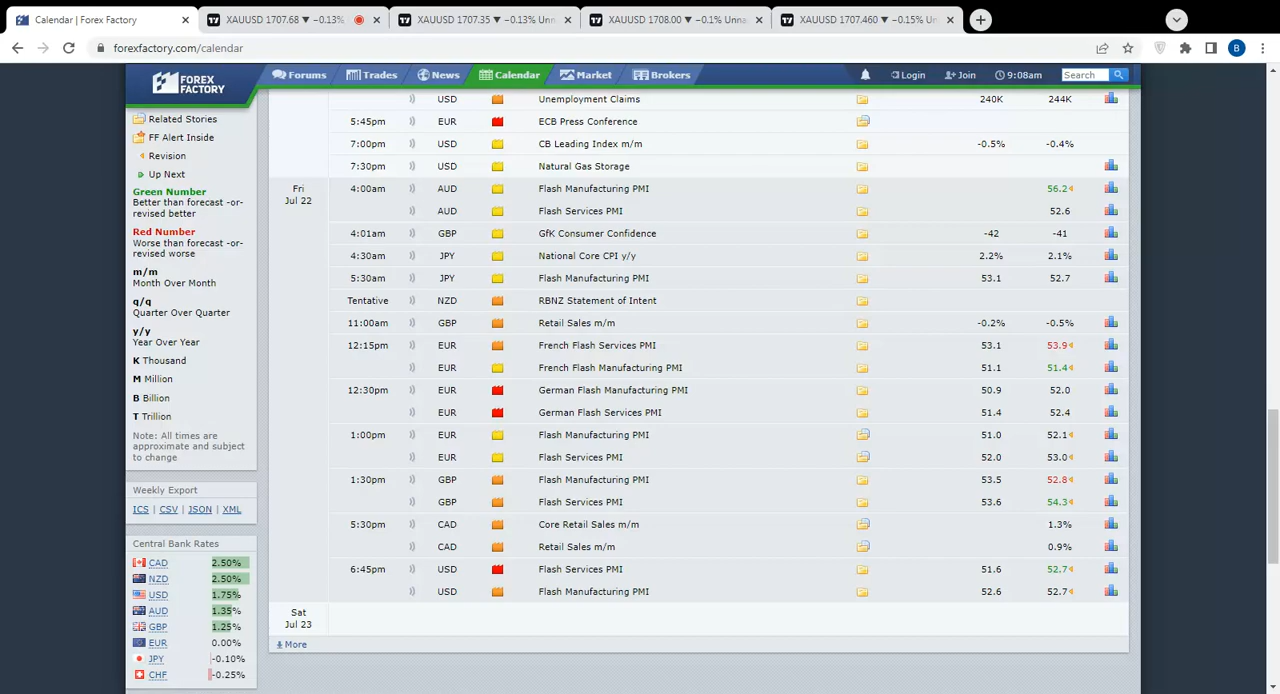 Calendar | Forex Factory
XAUUSD 1707.68 ▼ −0.13%
XAUUSD 1707.35 ▼ −0.13% Unn
XAUUSD 1708.00 ▼ −0.1% Unna
XAUUSD 1707.460 ▼ −0.15% Un
forexfactory.com/calendar
B
FOREX
FACTORY
Forums
Trades
News
Calendar
Market
Brokers
Login
Join
9:08am
Search
Related Stories
FF Alert Inside
Revision
Up Next
Green Number
Better than forecast -or-
revised better
Red Number
Worse than forecast -or-
revised worse
m/m
Month Over Month
q/q
Quarter Over Quarter
y/y
Year Over Year
K Thousand
M Million
B Billion
T Trillion
Note: All times are
approximate and subject
to change
Weekly Export
ICS | CSV | JSON | XML
Central Bank Rates
CAD 2.50%
NZD 2.50%
USD 1.75%
AUD 1.35%
GBP 1.25%
EUR 0.00%
JPY -0.10%
CHF -0.25%
USD Unemployment Claims 240K 244K
5:45pm EUR ECB Press Conference
7:00pm USD CB Leading Index m/m -0.5% -0.4%
7:30pm USD Natural Gas Storage
Fri
Jul 22
4:00am AUD Flash Manufacturing PMI 56.2
AUD Flash Services PMI 52.6
4:01am GBP GfK Consumer Confidence -42 -41
4:30am JPY National Core CPI y/y 2.2% 2.1%
5:30am JPY Flash Manufacturing PMI 53.1 52.7
Tentative NZD RBNZ Statement of Intent
11:00am GBP Retail Sales m/m -0.2% -0.5%
12:15pm EUR French Flash Services PMI 53.1 53.9
EUR French Flash Manufacturing PMI 51.1 51.4
12:30pm EUR German Flash Manufacturing PMI 50.9 52.0
EUR German Flash Services PMI 51.4 52.4
1:00pm EUR Flash Manufacturing PMI 51.0 52.1
EUR Flash Services PMI 52.0 53.0
1:30pm GBP Flash Manufacturing PMI 53.5 52.8
GBP Flash Services PMI 53.6 54.3
5:30pm CAD Core Retail Sales m/m 1.3%
CAD Retail Sales m/m 0.9%
6:45pm USD Flash Services PMI 51.6 52.7
USD Flash Manufacturing PMI 52.6 52.7
Sat
Jul 23
More